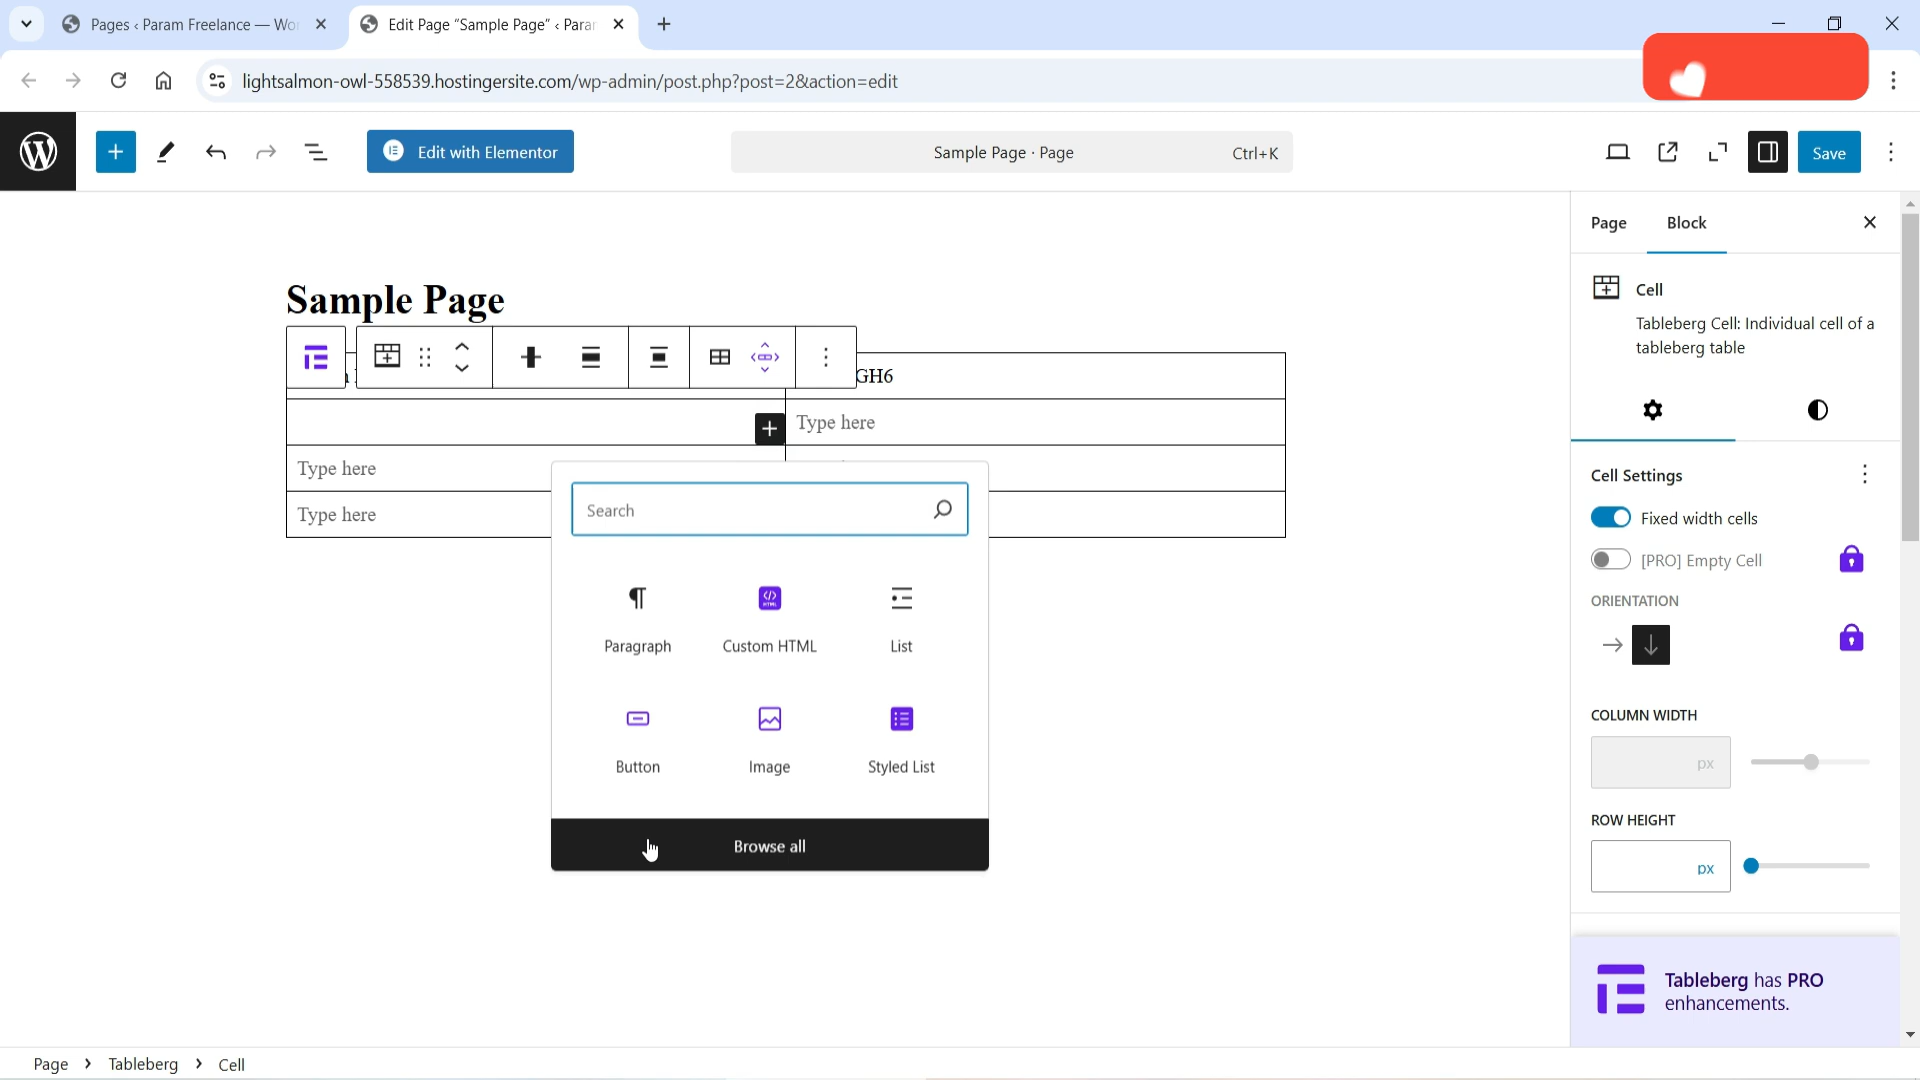 Pages ‹ Param Freelance — Wo
Edit Page "Sample Page" ‹ Para
lightsalmon-owl-558539.hostingersite.com/wp-admin/post.php?post=2&action=edit
Edit with Elementor
Sample Page · Page
Ctrl+K
Save
Page
Block
Sample Page
GH6
Type here
Type here
Type here
Search
Paragraph
Custom HTML
List
Button
Image
Styled List
Browse all
Cell
Tableberg Cell: Individual cell of a
tableberg table
Cell Settings
Fixed width cells
[PRO] Empty Cell
ORIENTATION
COLUMN WIDTH
px
ROW HEIGHT
px
Tableberg has PRO
enhancements.
Page
Tableberg
Cell